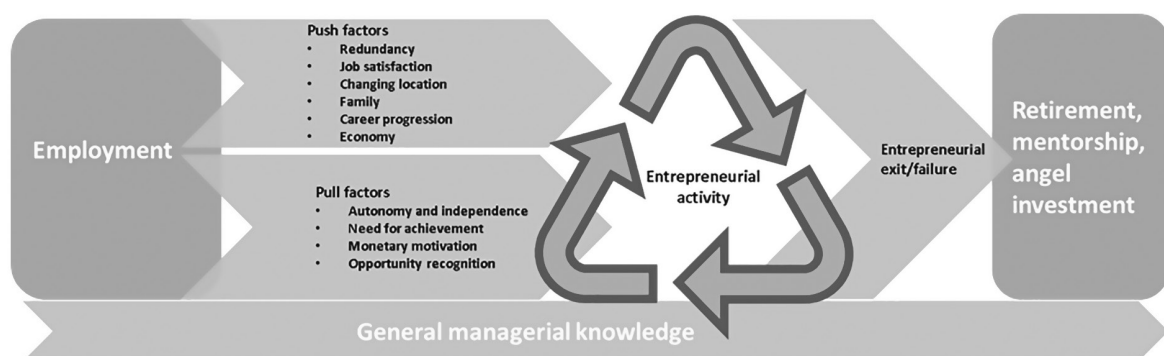 Employment
Push factors
• Redundancy
• Job satisfaction
• Changing location
• Family
• Career progression
• Economy
Pull factors
• Autonomy and independence
• Need for achievement
• Monetary motivation
• Opportunity recognition
Entrepreneurial
activity
Entrepreneurial
exit/failure
Retirement,
mentorship,
angel
investment
General managerial knowledge